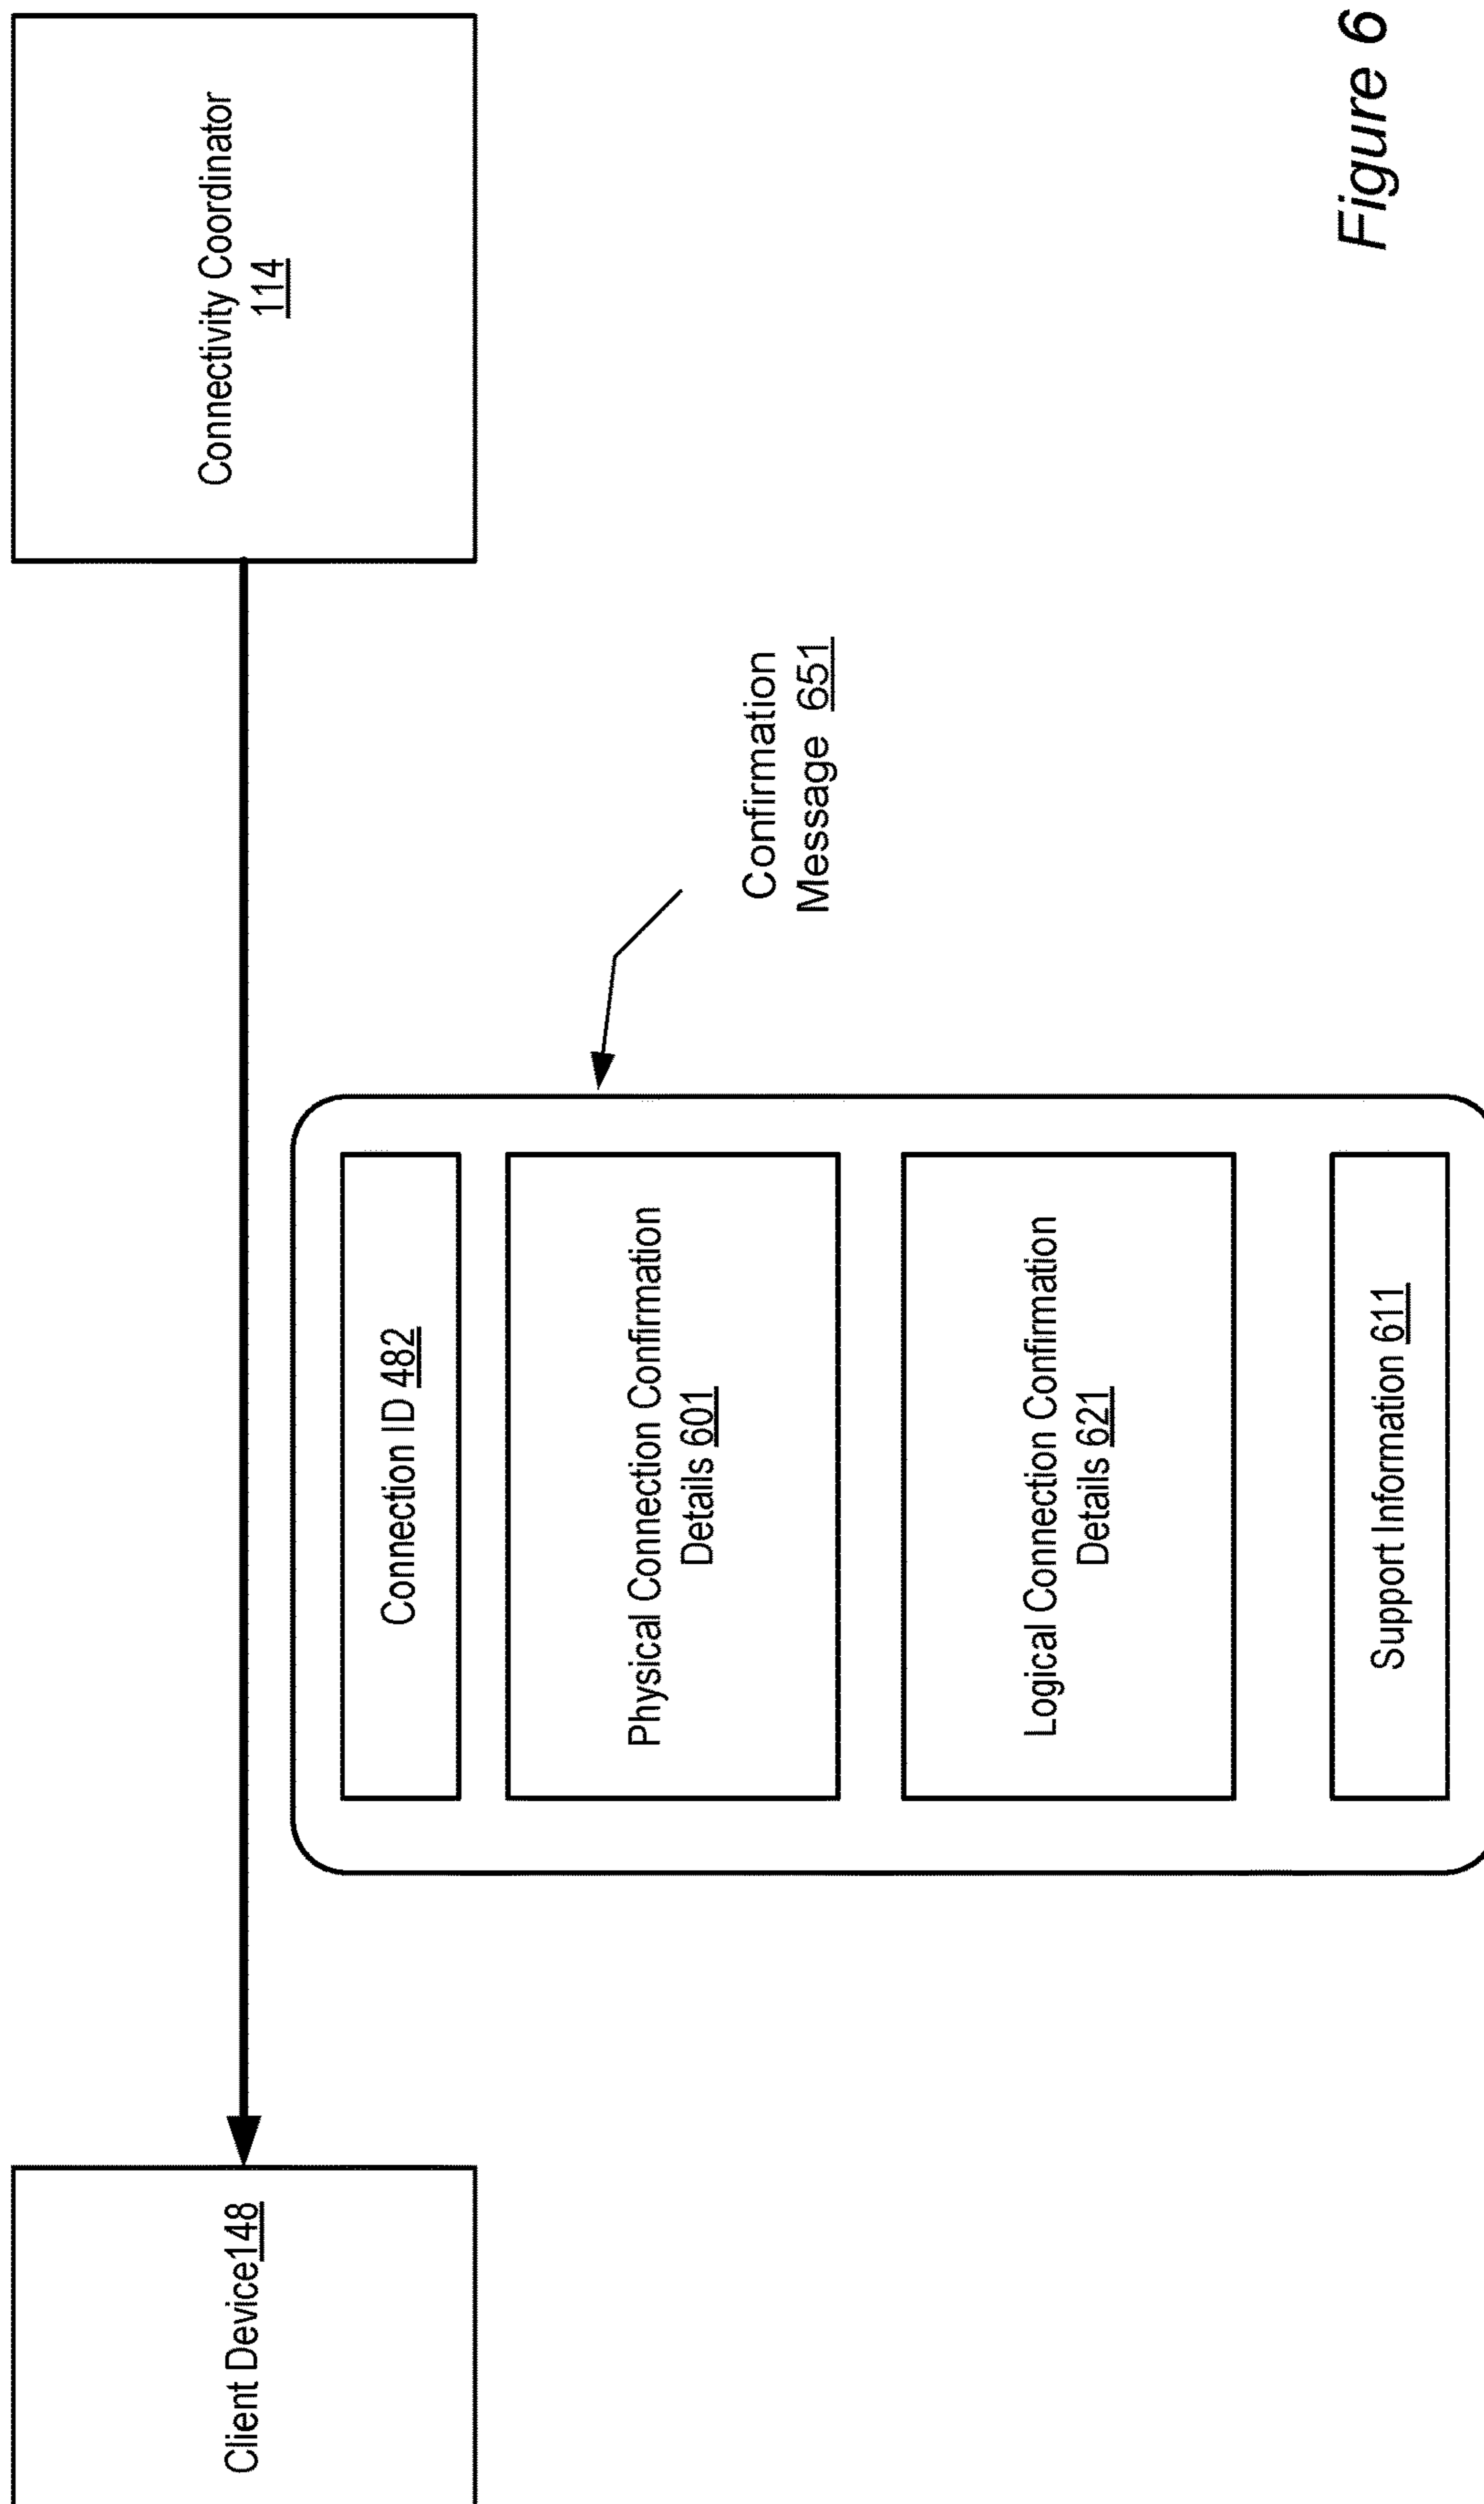 Client Device148
Connectivity Coordinator
114
Confirmation
Message 651
Connection ID 482
Physical Connection Confirmation
Details 601
Logical Connection Confirmation
Details 621
Support Information 611
Figure 6